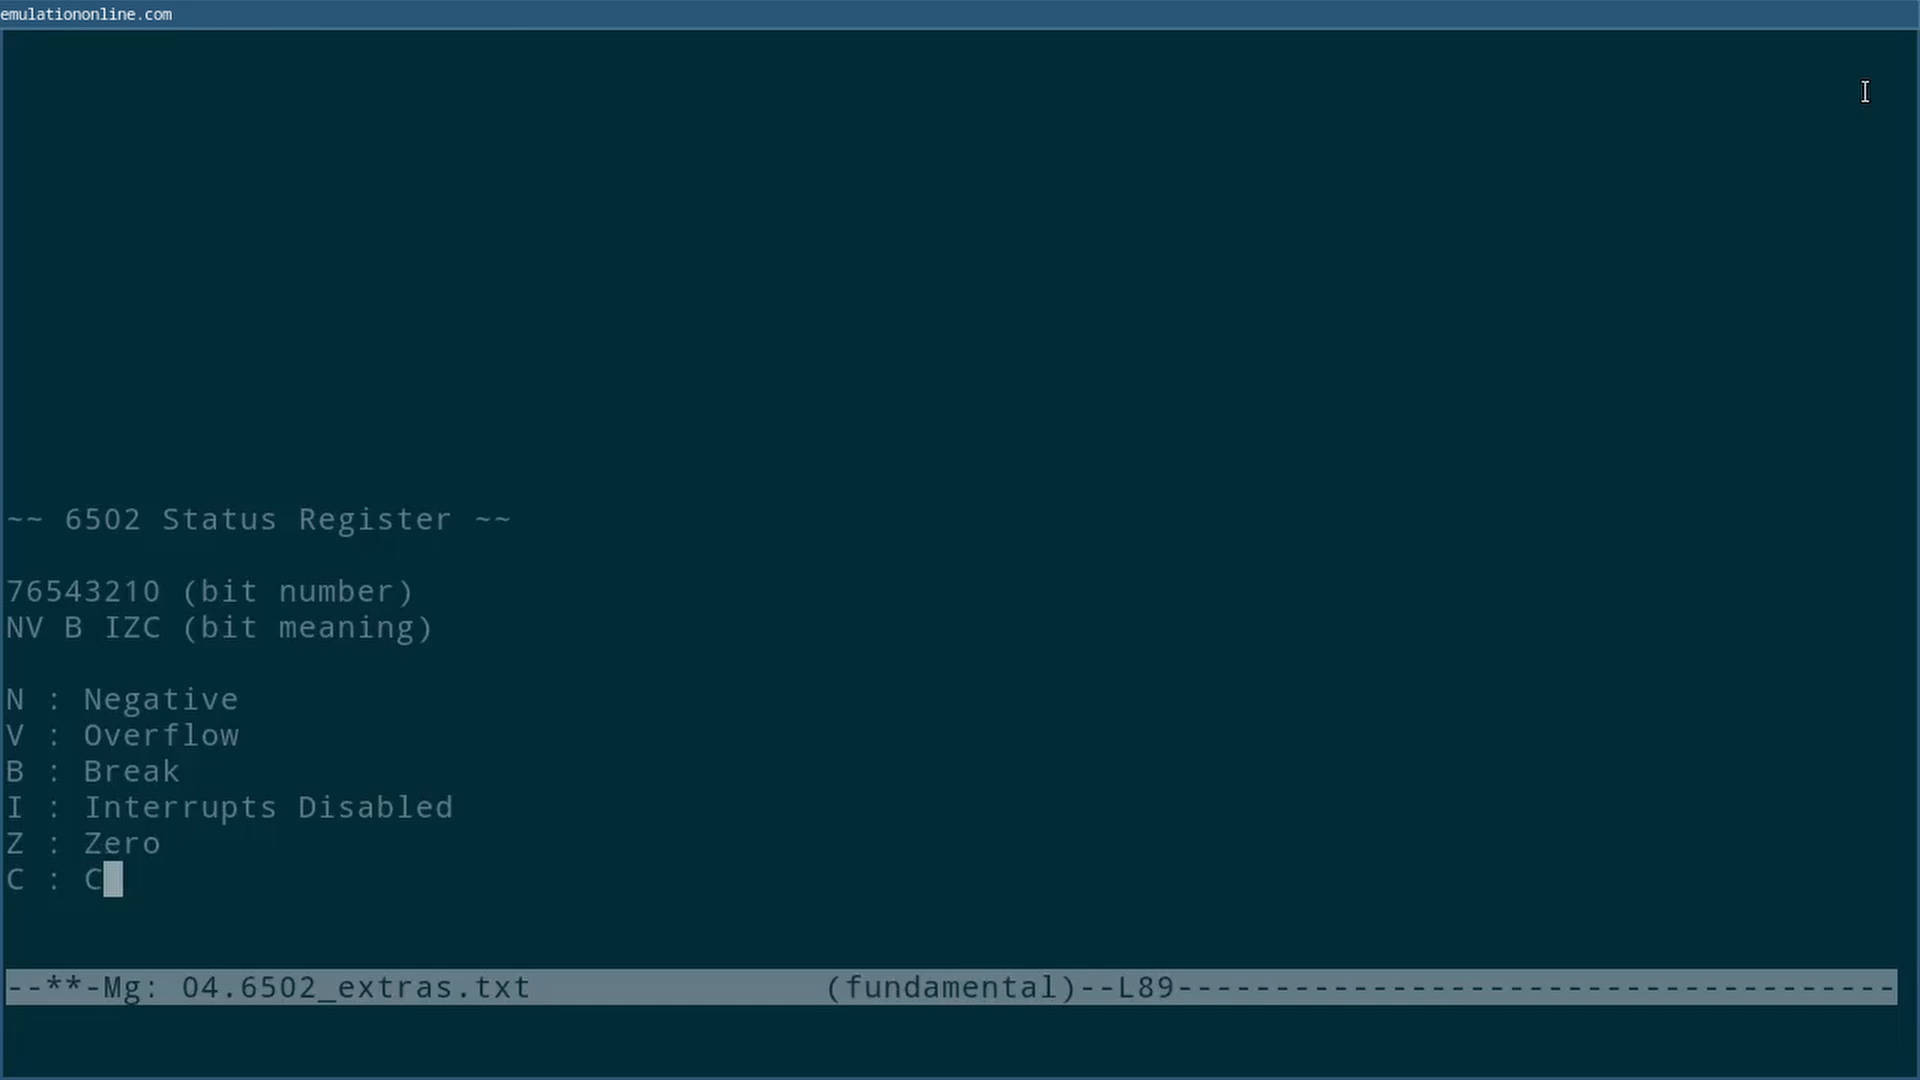 emulationonline.com
~~ 6502 Status Register ~~
76543210 (bit number)
NV B IZC (bit meaning)
N : Negative
V : Overflow
B : Break
I : Interrupts Disabled
Z : Zero
C : C
--**-Mg: 04.6502_extras.txt (fundamental)--L89-------------------------------------